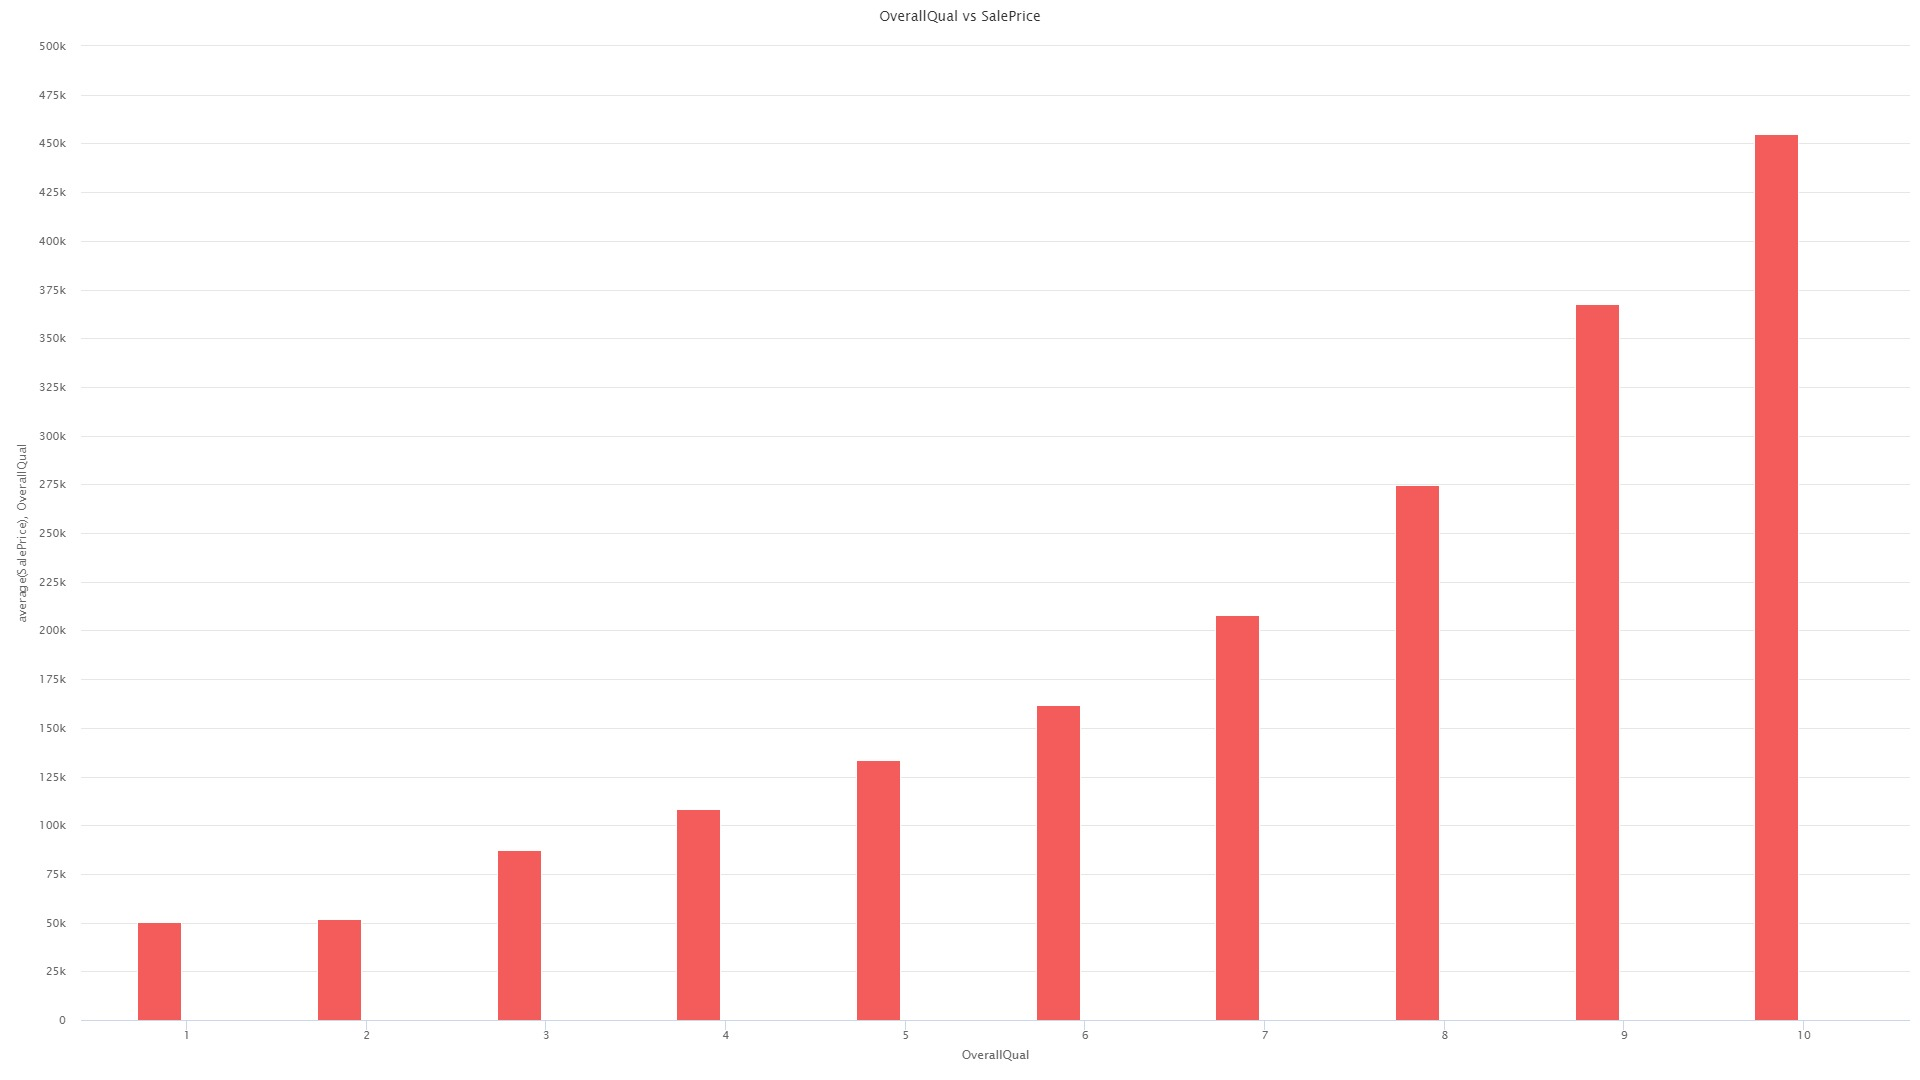 OverallQual vs SalePrice
500k
475k
450k
425k
400k
375k
350k
325k
300k
275k
250k
225k
200k
175k
150k
125k
100k
75k
50k
25k
0
average(SalePrice), OverallQual
1 2 3 4 5 6 7 8 9 10
OverallQual